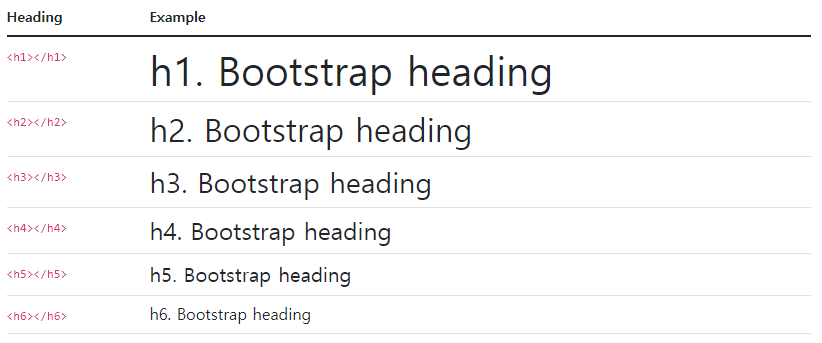 Heading Example
<h1></h1> h1. Bootstrap heading
<h2></h2> h2. Bootstrap heading
<h3></h3> h3. Bootstrap heading
<h4></h4> h4. Bootstrap heading
<h5></h5> h5. Bootstrap heading
<h6></h6> h6. Bootstrap heading